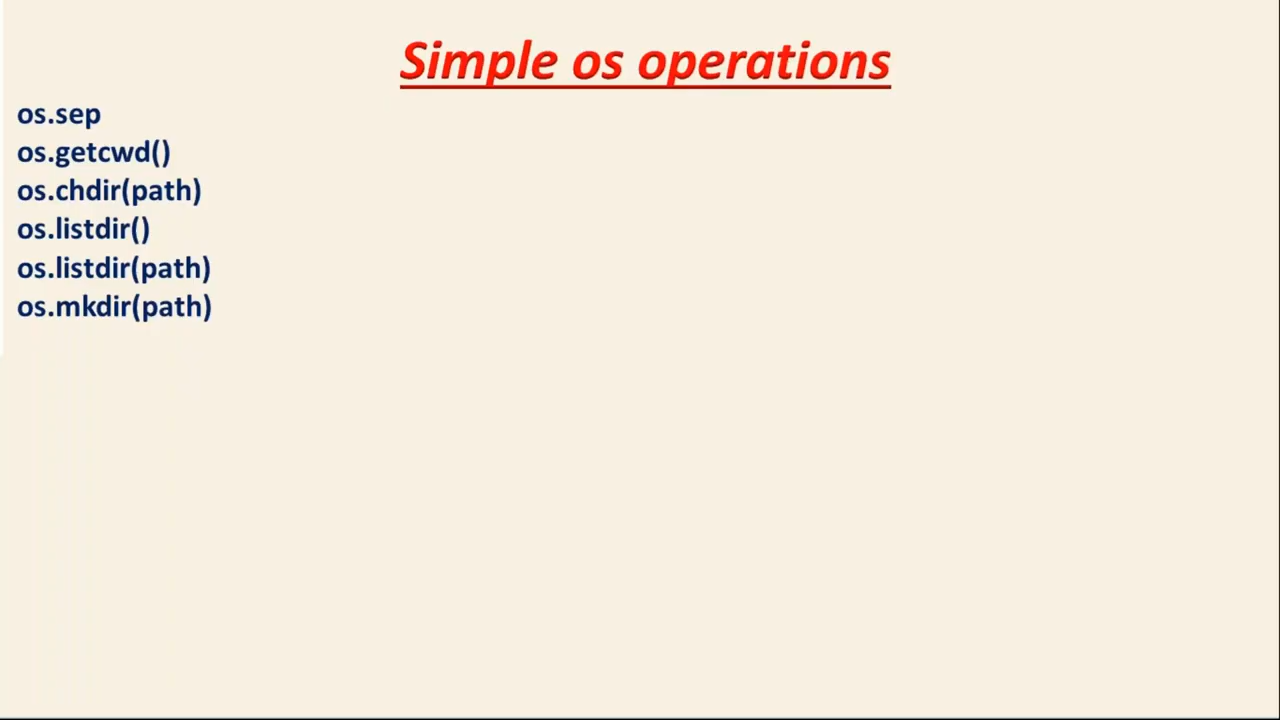 Simple os operations
os.sep
os.getcwd()
os.chdir(path)
os.listdir()
os.listdir(path)
os.mkdir(path)